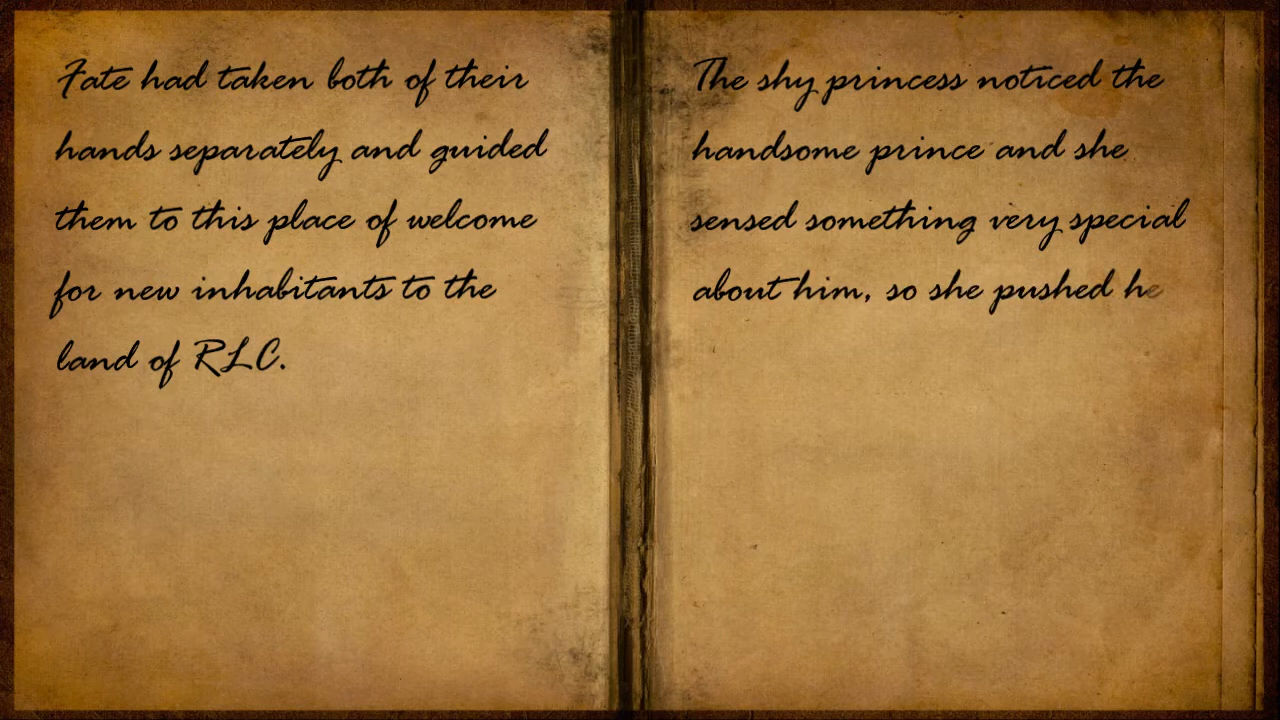 Fate had taken both of their
hands separately and guided
them to this place of welcome
for new inhabitants to the
land of RLC.
The shy princess noticed the
handsome prince and she
sensed something very special
about him, so she pushed he